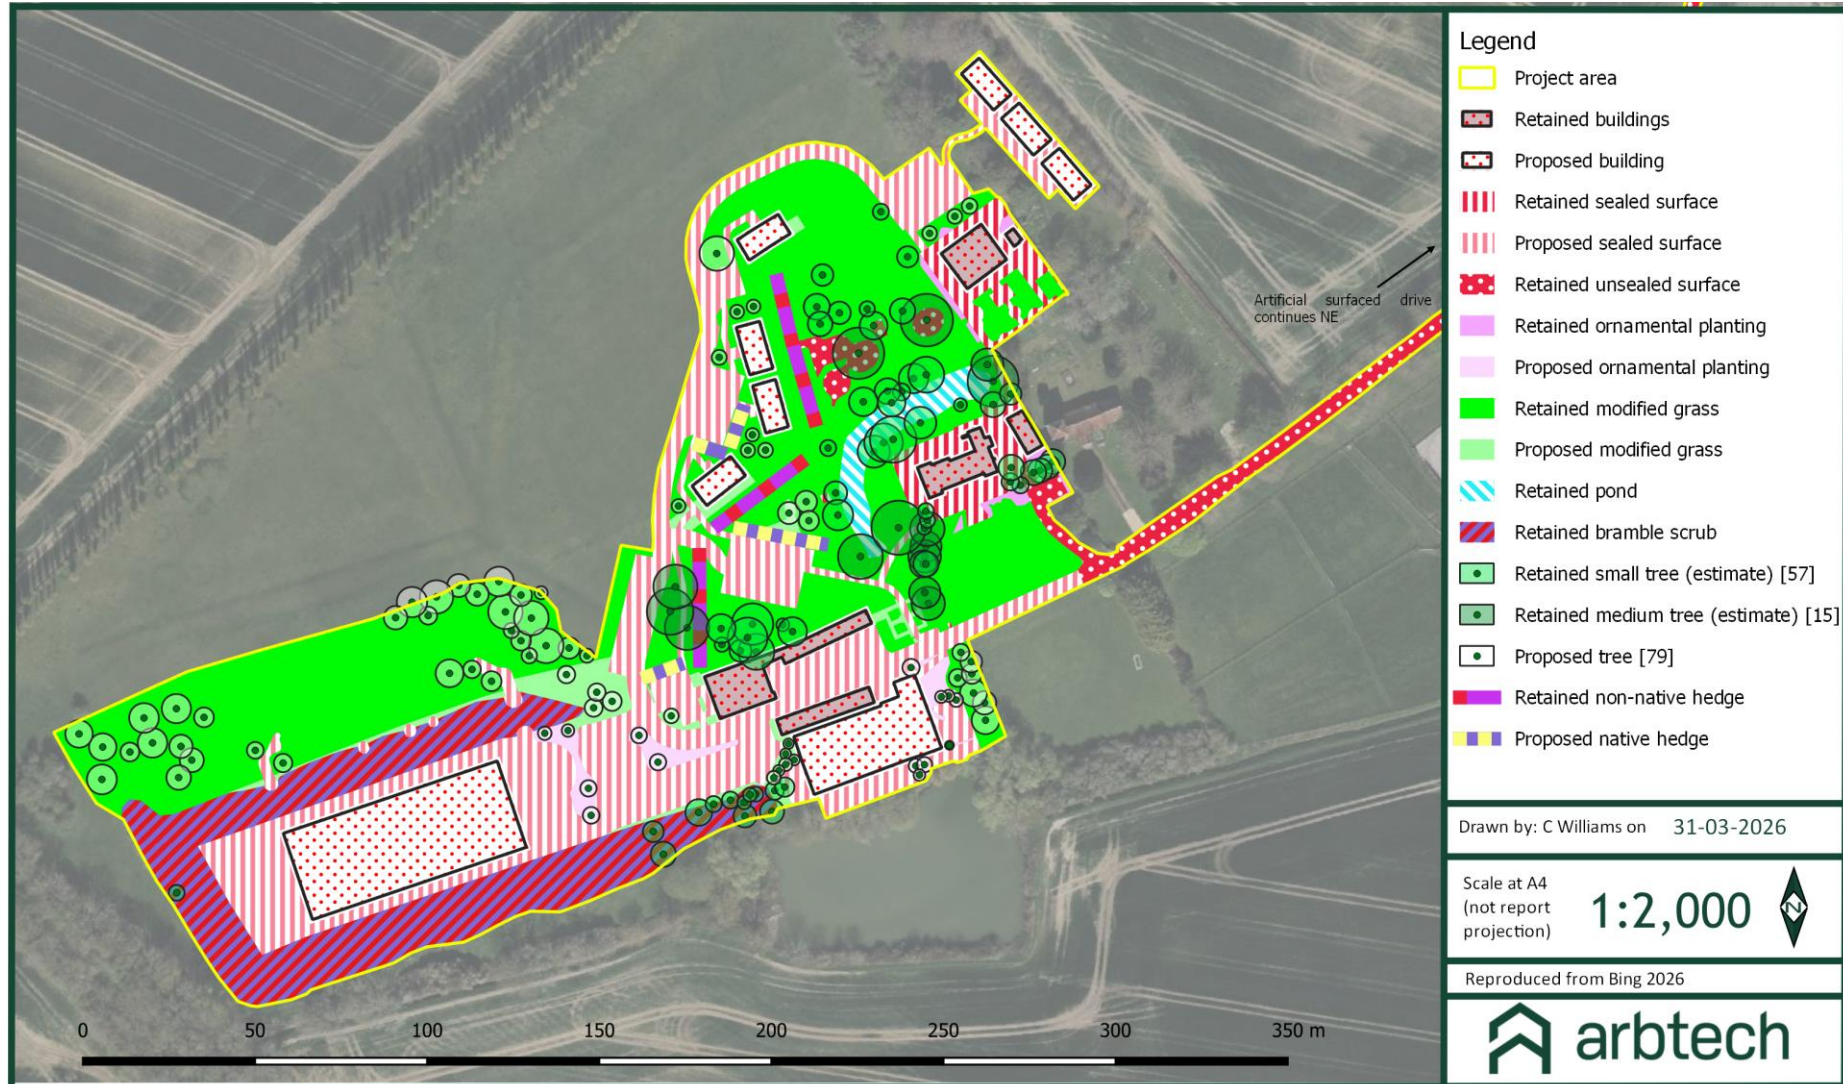 Legend
Project area
Retained buildings
Proposed building
Retained sealed surface
Proposed sealed surface
Retained unsealed surface
Retained ornamental planting
Proposed ornamental planting
Retained modified grass
Proposed modified grass
Retained pond
Retained bramble scrub
Retained small tree (estimate) [57]
Retained medium tree (estimate) [15]
Proposed tree [79]
Retained non-native hedge
Proposed native hedge
Artificial surfaced drive
continues NE
Drawn by: C Williams on 31-03-2026
Scale at A4
(not report
projection)
1:2,000
N
Reproduced from Bing 2026
arbtech
0 50 100 150 200 250 300 350 m